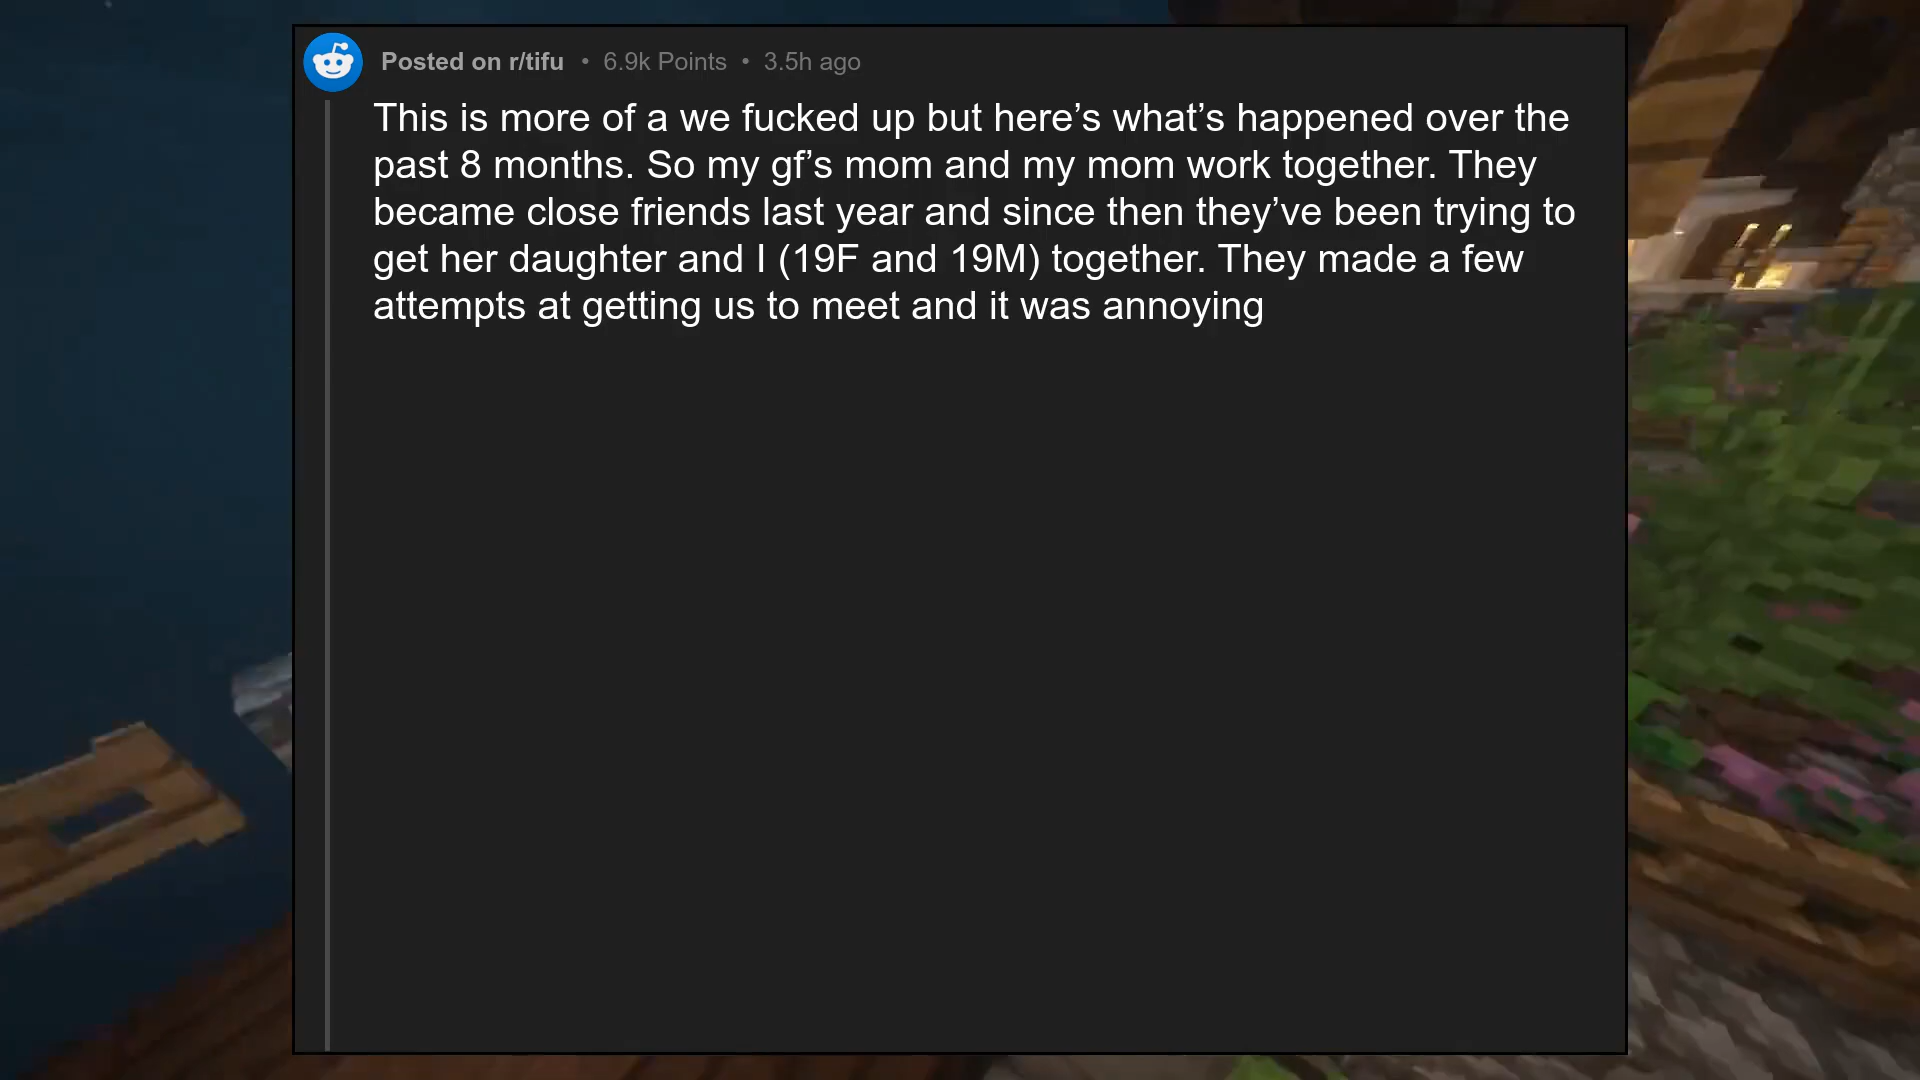 Posted on r/tifu • 6.9k Points • 3.5h ago
This is more of a we fucked up but here’s what’s happened over the
past 8 months. So my gf’s mom and my mom work together. They
became close friends last year and since then they’ve been trying to
get her daughter and I (19F and 19M) together. They made a few
attempts at getting us to meet and it was annoying